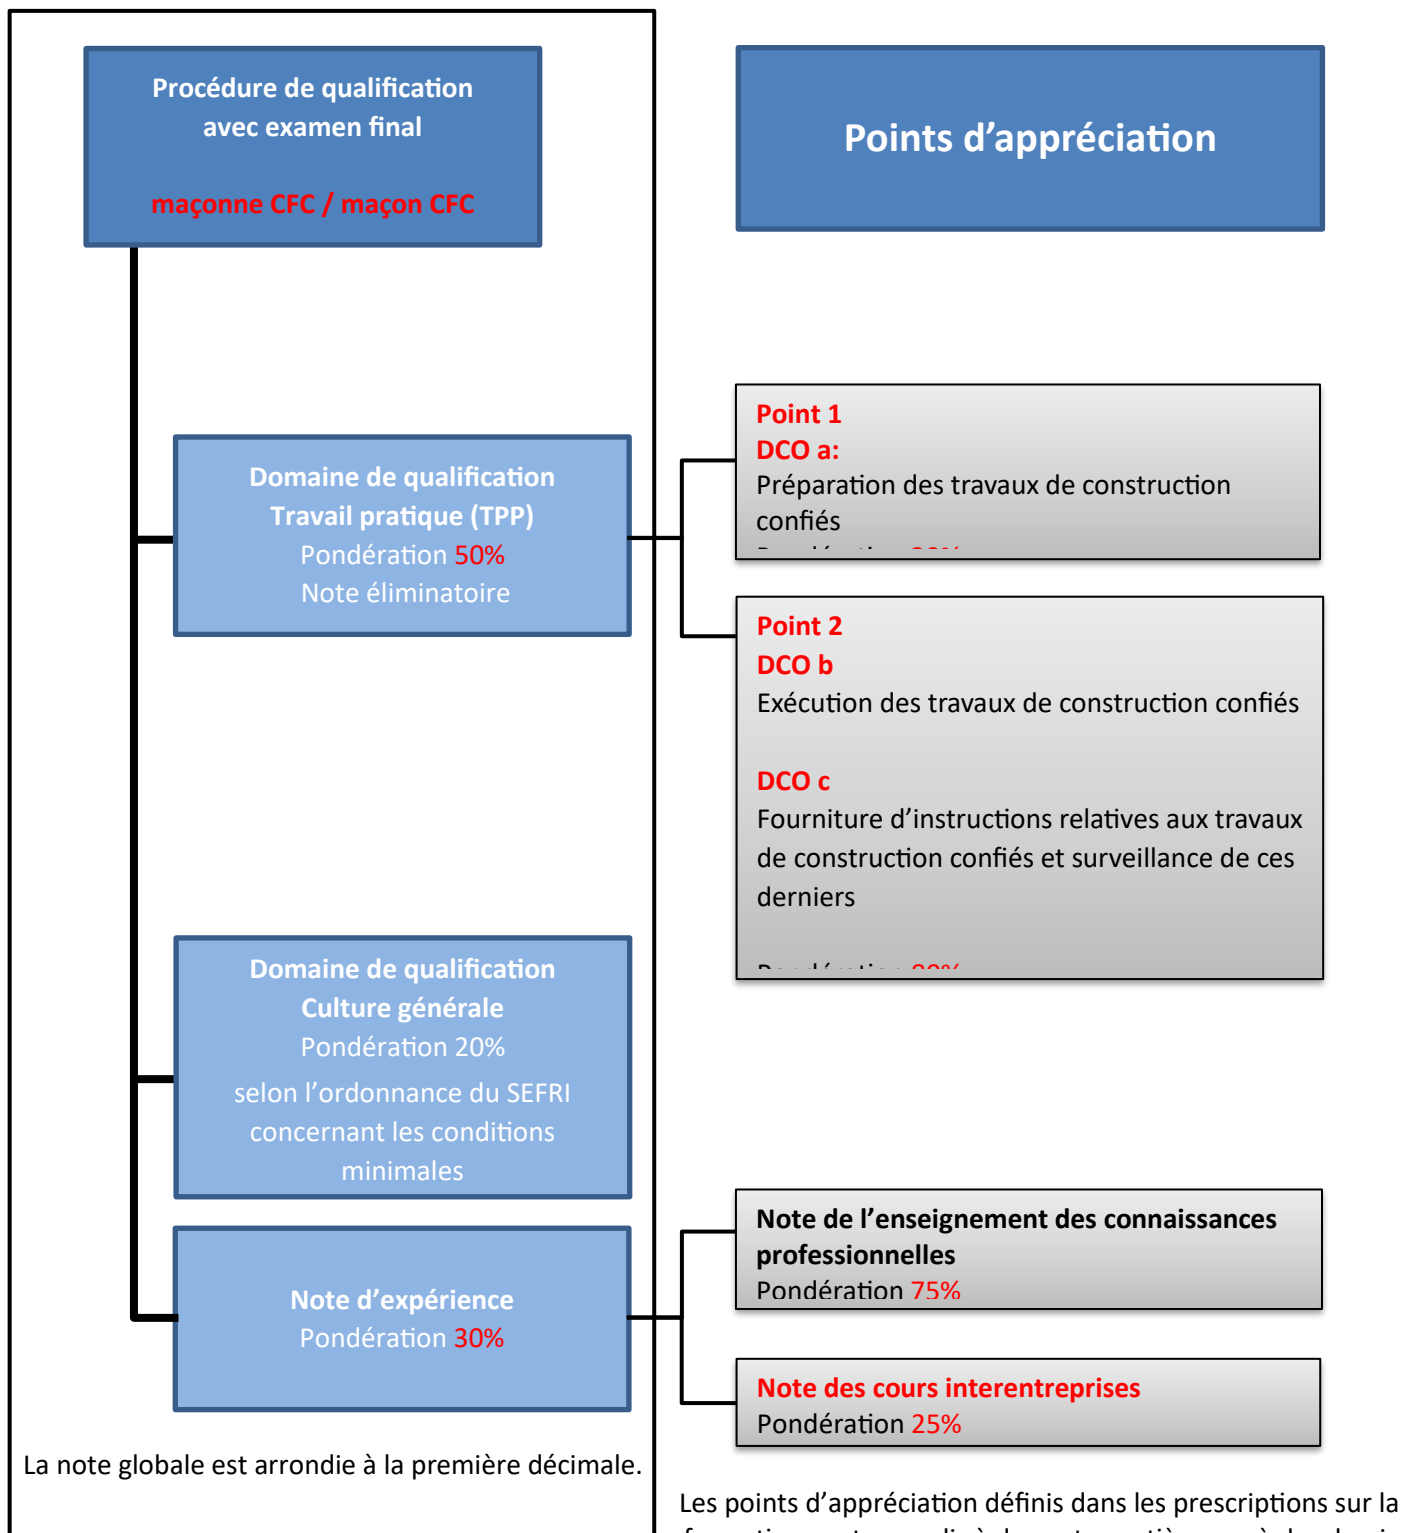 Procédure de qualification
avec examen final
maçonne CFC / maçon CFC
Points d’appréciation
Domaine de qualification
Travail pratique (TPP)
Pondération 50%
Note éliminatoire
Point 1
DCO a:
Préparation des travaux de construction
confiés
Point 2
DCO b
Exécution des travaux de construction confiés
DCO c
Fourniture d’instructions relatives aux travaux
de construction confiés et surveillance de ces
derniers
Domaine de qualification
Culture générale
Pondération 20%
selon l’ordonnance du SEFRI
concernant les conditions
minimales
Note d’expérience
Pondération 30%
Note de l’enseignement des connaissances
professionnelles
Pondération 75%
Note des cours interentreprises
Pondération 25%
La note globale est arrondie à la première décimale.
Les points d’appréciation définis dans les prescriptions sur la